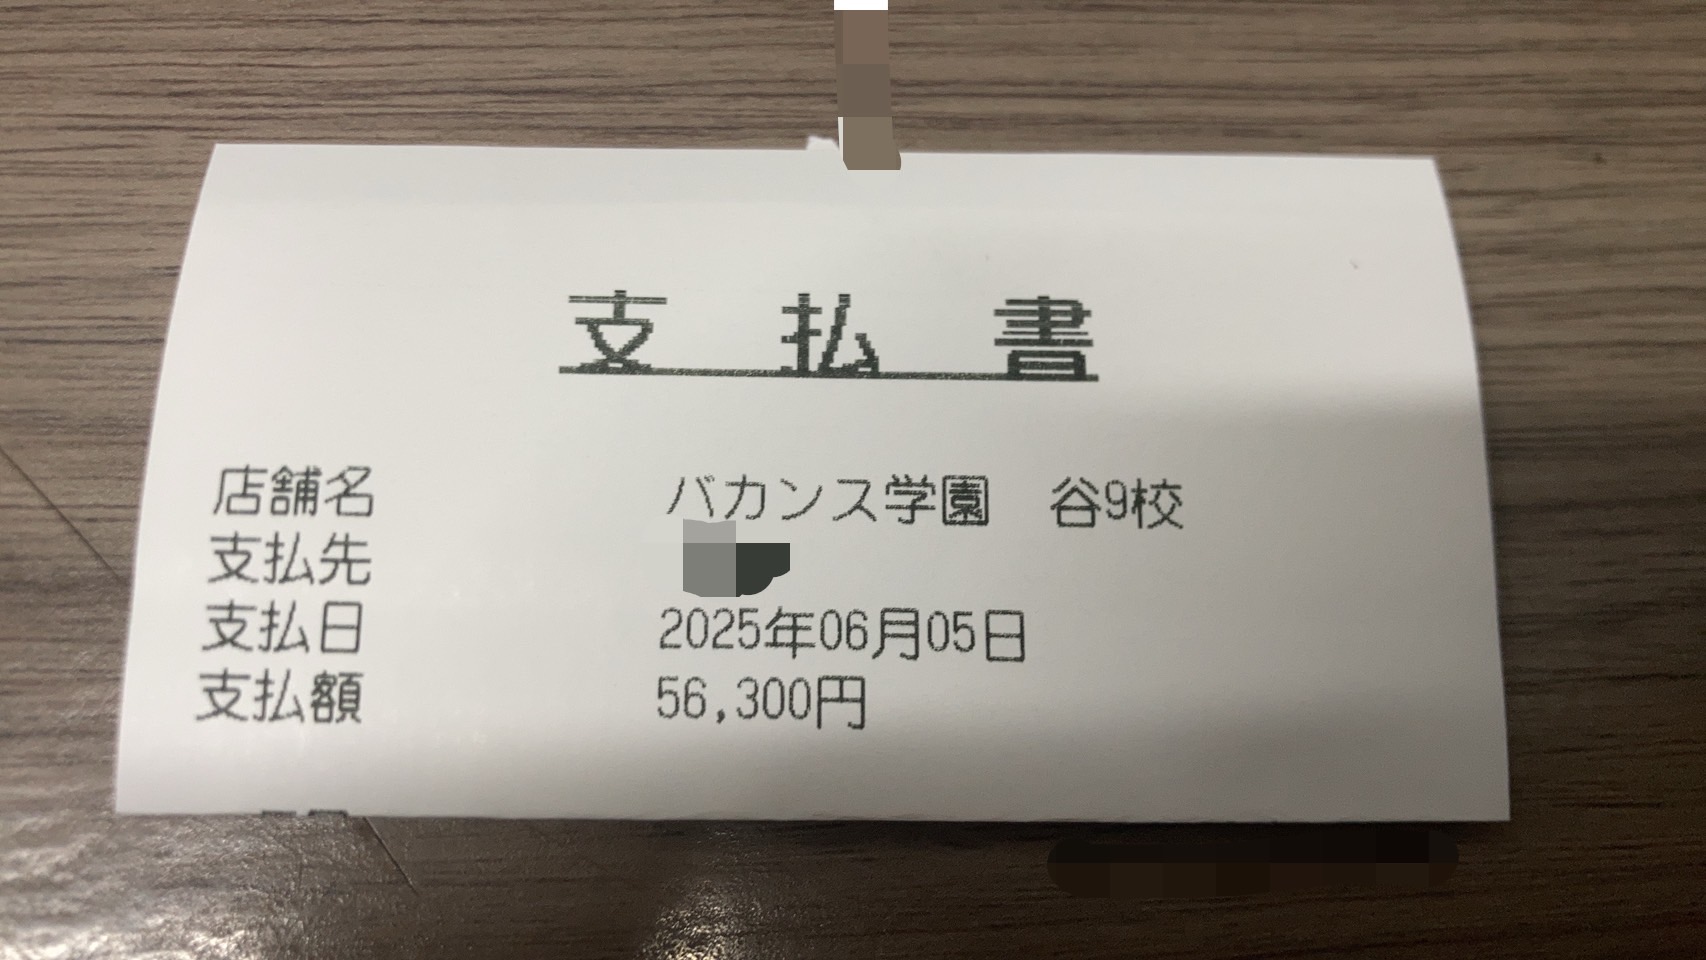 支払書
店舗名 バカンス学園 谷9校
支払先
支払日 2025年06月05日
支払額 56,300円